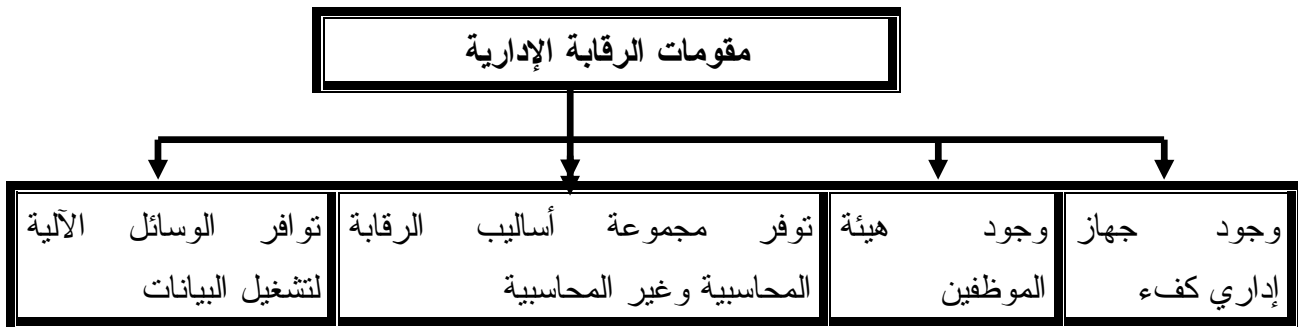 مقومات الرقابة الإدارية
وجود جهاز
إداري كفء
وجود هيئة
الموظفين
توفر مجموعة أساليب الرقابة
المحاسبية وغير المحاسبية
توافر الوسائل الآلية
لتشغيل البيانات